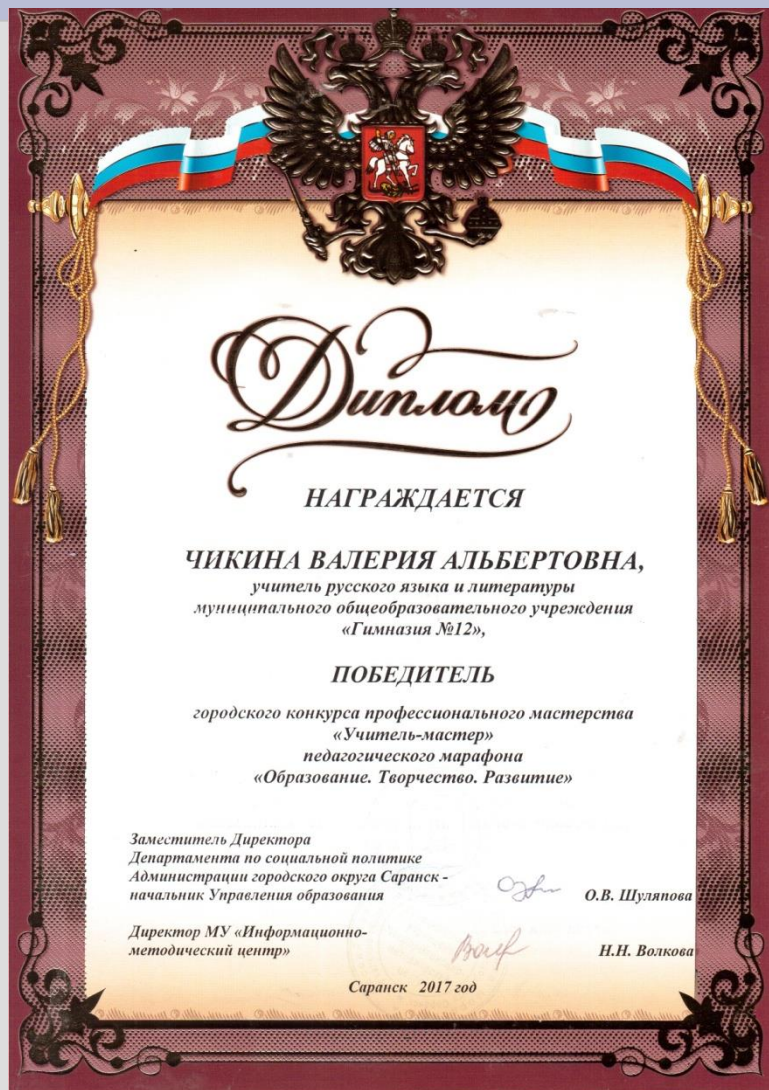 Диплом
НАГРАЖДАЕТСЯ
ЧИКИНА ВАЛЕРИЯ АЛЬБЕРТОВНА,
учитель русского языка и литературы
муниципального общеобразовательного учреждения
«Гимназия №12»,
ПОБЕДИТЕЛЬ
городского конкурса профессионального мастерства
«Учитель-мастер»
педагогического марафона
«Образование. Творчество. Развитие»
Заместитель Директора
Департамента по социальной политике
Администрации городского округа Саранск -
начальник Управления образования О.В. Шуляпова
Директор МУ «Информационно-
методический центр» Н.Н. Волкова
Саранск 2017 год